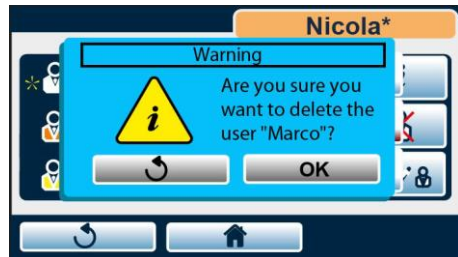 Nicola*
Warning
Are you sure you
want to delete the
user "Marco"?
OK